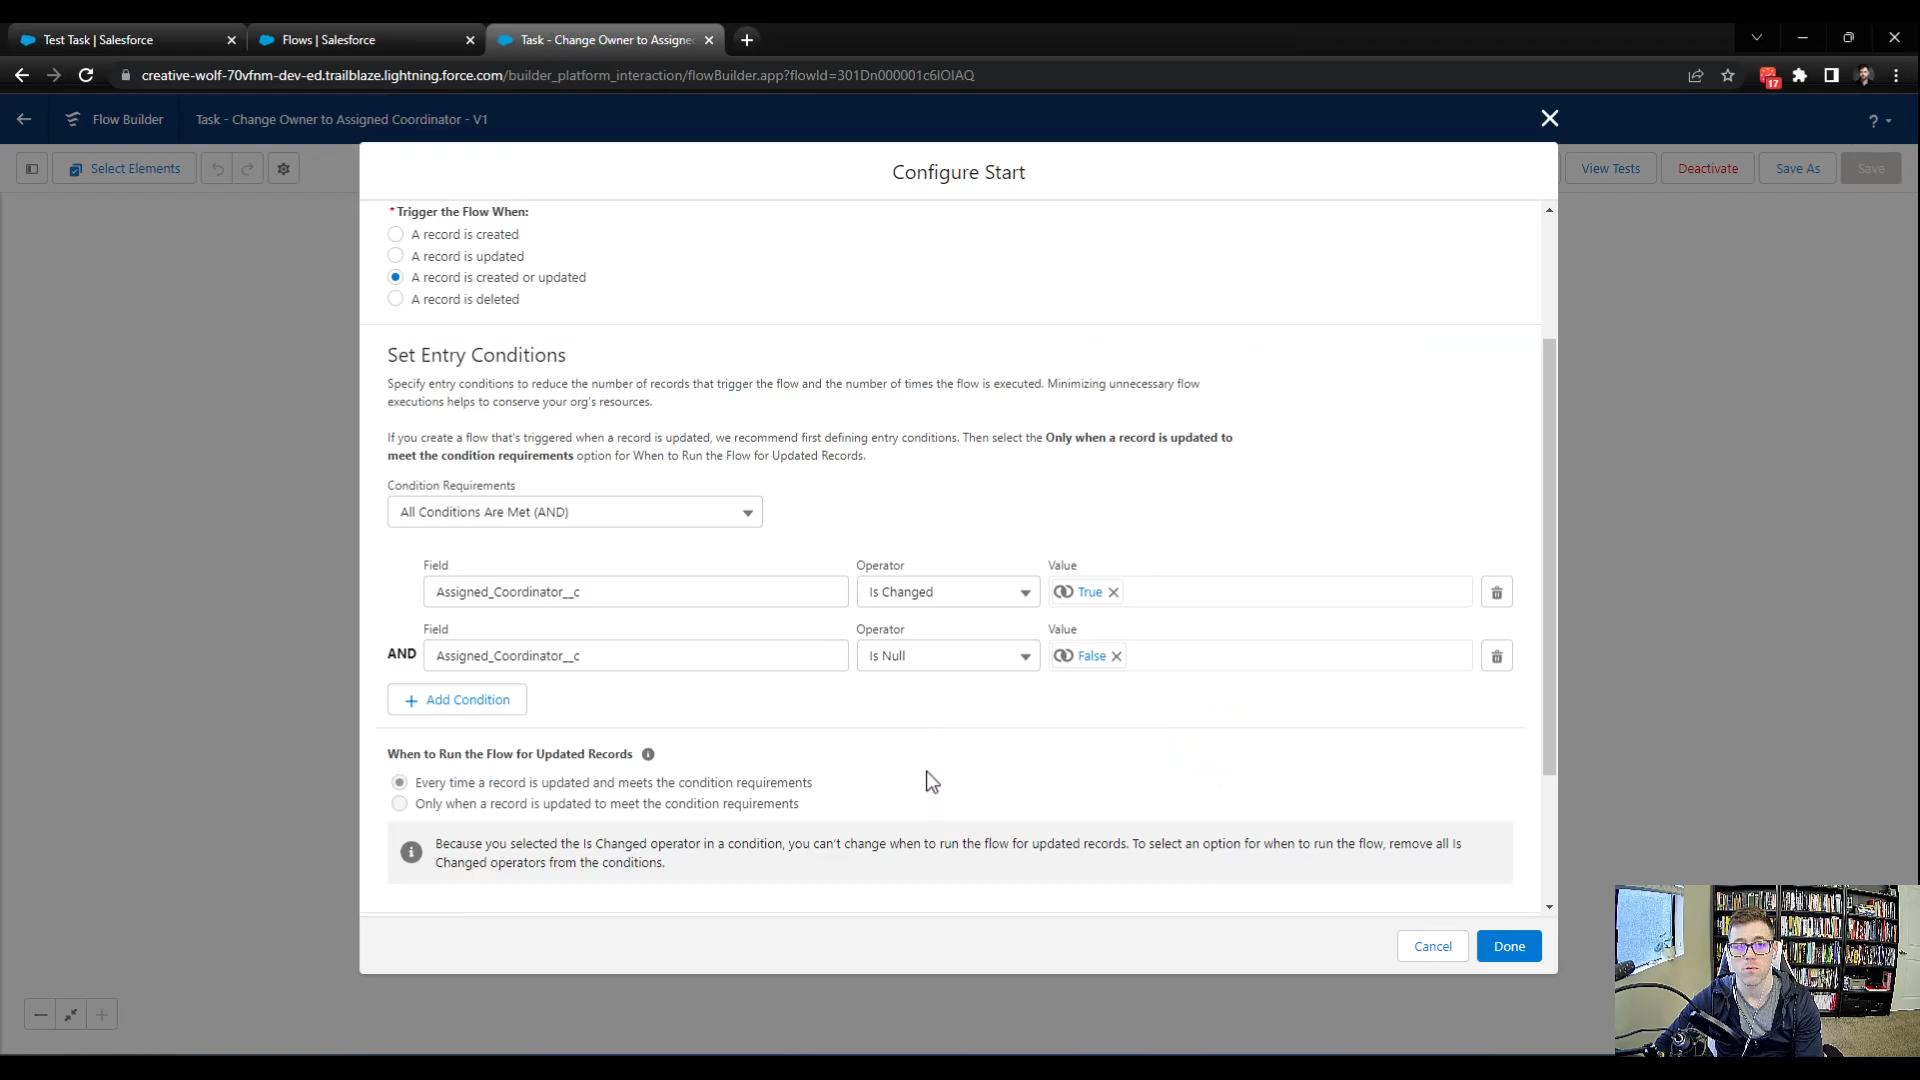 Test Task | Salesforce
Flows | Salesforce
Task - Change Owner to Assigne
creative-wolf-70vfnm-dev-ed.trailblaze.lightning.force.com/builder_platform_interaction/flowBuilder.app?flowId=301Dn000001c6IOIAQ
17
Flow Builder
Task - Change Owner to Assigned Coordinator - V1
?
Select Elements
View Tests
Deactivate
Save As
Save
Configure Start
*Trigger the Flow When:
A record is created
A record is updated
A record is created or updated
A record is deleted
Set Entry Conditions
Specify entry conditions to reduce the number of records that trigger the flow and the number of times the flow is executed. Minimizing unnecessary flow
executions helps to conserve your org's resources.
If you create a flow that's triggered when a record is updated, we recommend first defining entry conditions. Then select the Only when a record is updated to
meet the condition requirements option for When to Run the Flow for Updated Records.
Condition Requirements
All Conditions Are Met (AND)
Field Operator Value
Assigned_Coordinator__c Is Changed True
Field Operator Value
AND Assigned_Coordinator__c Is Null False
+ Add Condition
When to Run the Flow for Updated Records
Every time a record is updated and meets the condition requirements
Only when a record is updated to meet the condition requirements
Because you selected the Is Changed operator in a condition, you can't change when to run the flow for updated records. To select an option for when to run the flow, remove all Is
Changed operators from the conditions.
Cancel
Done